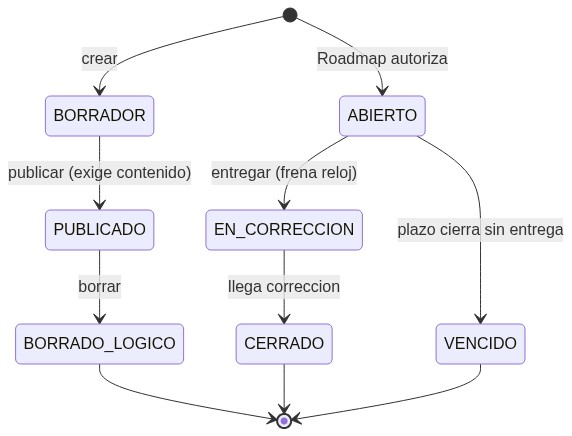 crear
Roadmap autoriza
BORRADOR
ABIERTO
publicar (exige contenido)
entregar (frena reloj)
PUBLICADO
EN_CORRECCION
plazo cierra sin entrega
borrar
llega correccion
BORRADO_LOGICO
CERRADO
VENCIDO